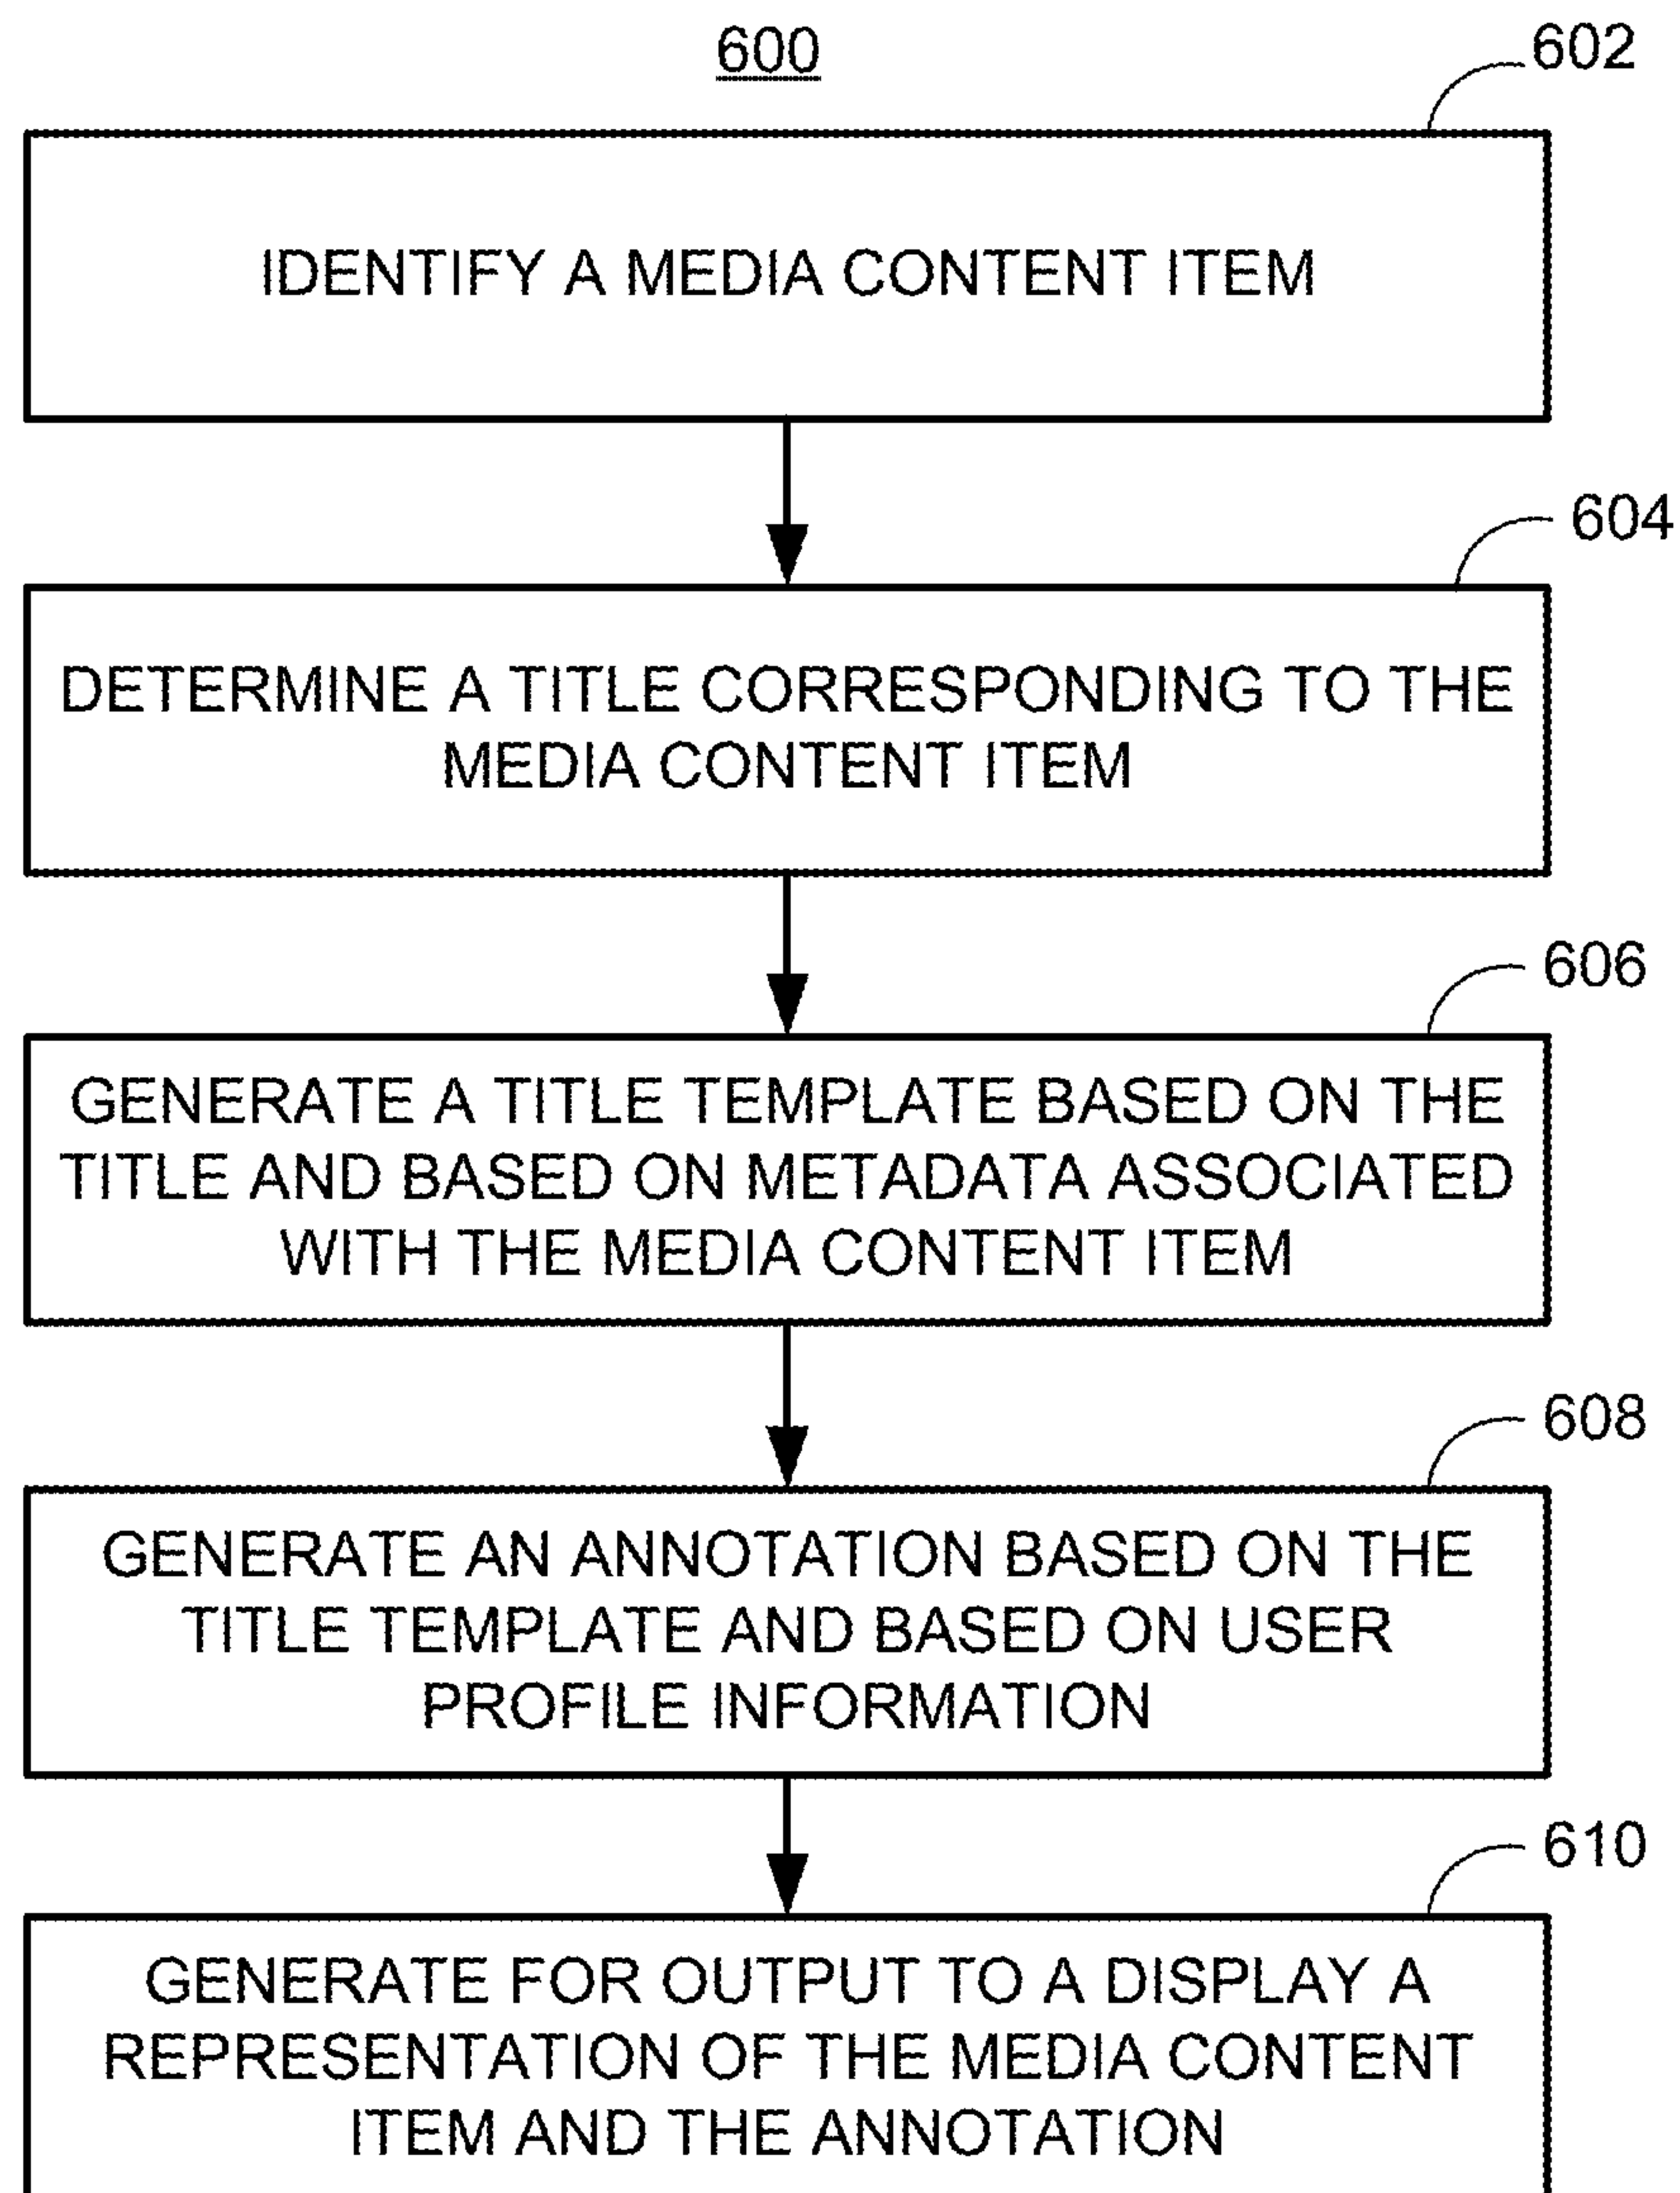 600
602
IDENTIFY A MEDIA CONTENT ITEM
604
DETERMINE A TITLE CORRESPONDING TO THE
MEDIA CONTENT ITEM
606
GENERATE A TITLE TEMPLATE BASED ON THE
TITLE AND BASED ON METADATA ASSOCIATED
WITH THE MEDIA CONTENT ITEM
608
GENERATE AN ANNOTATION BASED ON THE
TITLE TEMPLATE AND BASED ON USER
PROFILE INFORMATION
610
GENERATE FOR OUTPUT TO A DISPLAY A
REPRESENTATION OF THE MEDIA CONTENT
ITEM AND THE ANNOTATION